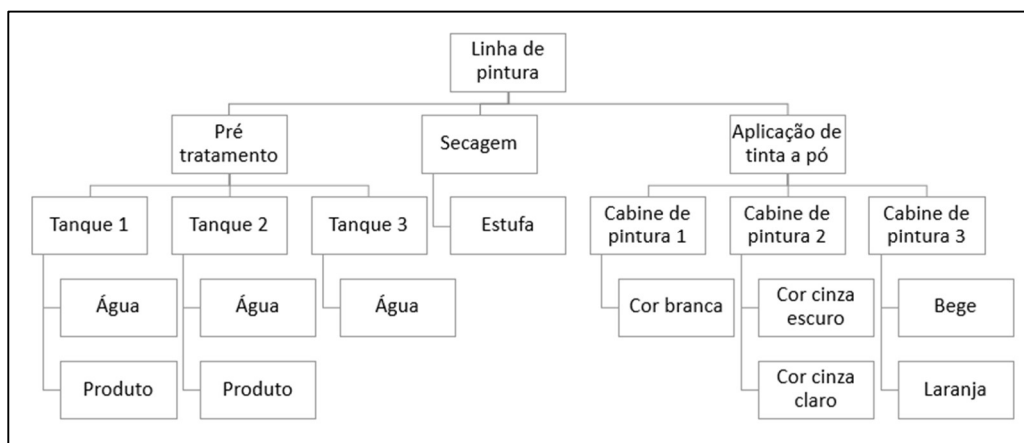 Linha de
pintura
Pré
tratamento
Secagem
Aplicação de
tinta a pó
Tanque 1
Tanque 2
Tanque 3
Estufa
Cabine de
pintura 1
Cabine de
pintura 2
Cabine de
pintura 3
Água
Água
Água
Cor branca
Cor cinza
escuro
Bege
Produto
Produto
Cor cinza
claro
Laranja